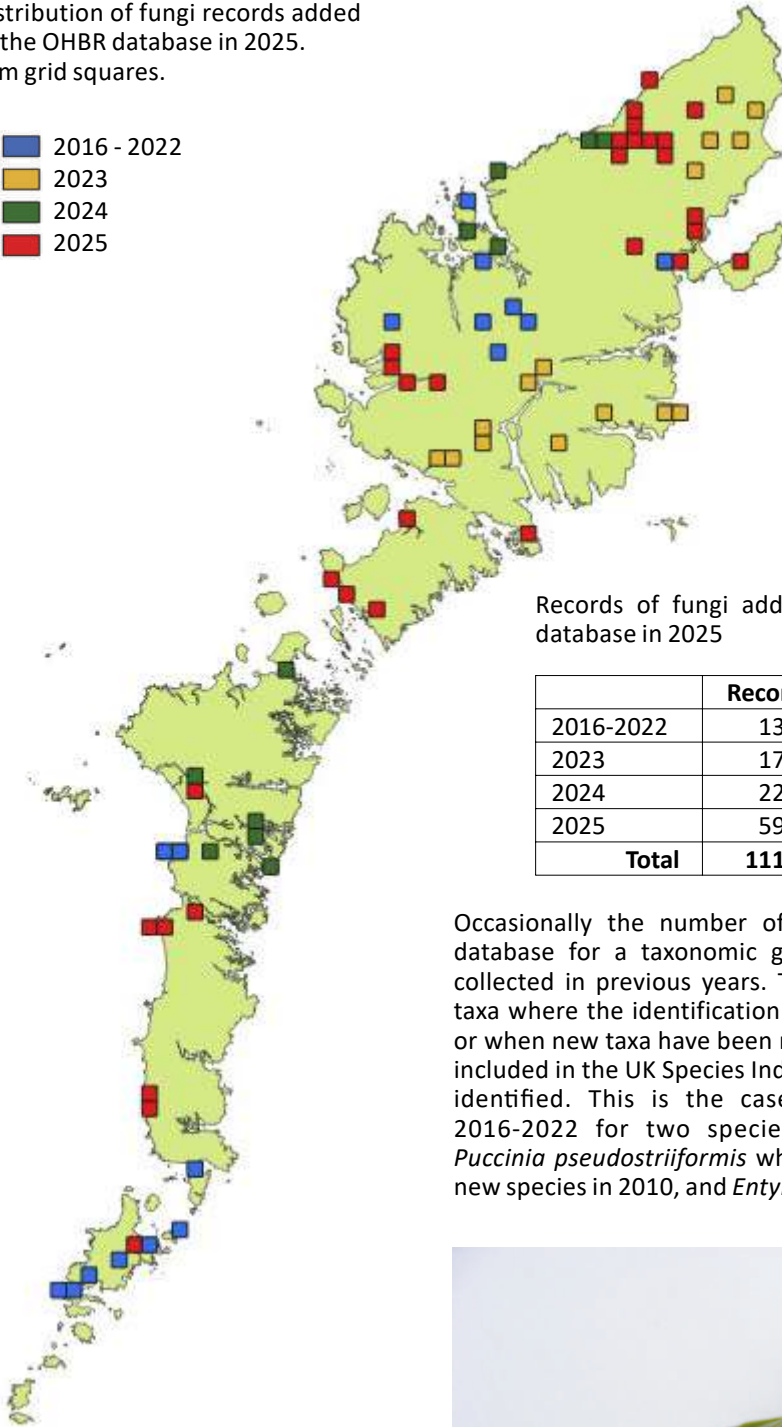 stribution of fungi records added
the OHBR database in 2025.
m grid squares.
2016 - 2022
2023
2024
2025
Records of fungi add
database in 2025
Recor
2016-2022 13
2023 17
2024 22
2025 59
Total 111
Occasionally the number of
database for a taxonomic g
collected in previous years. T
taxa where the identification
or when new taxa have been r
included in the UK Species Ind
identified. This is the case
2016-2022 for two specie
Puccinia pseudostriiformis wh
new species in 2010, and Enty